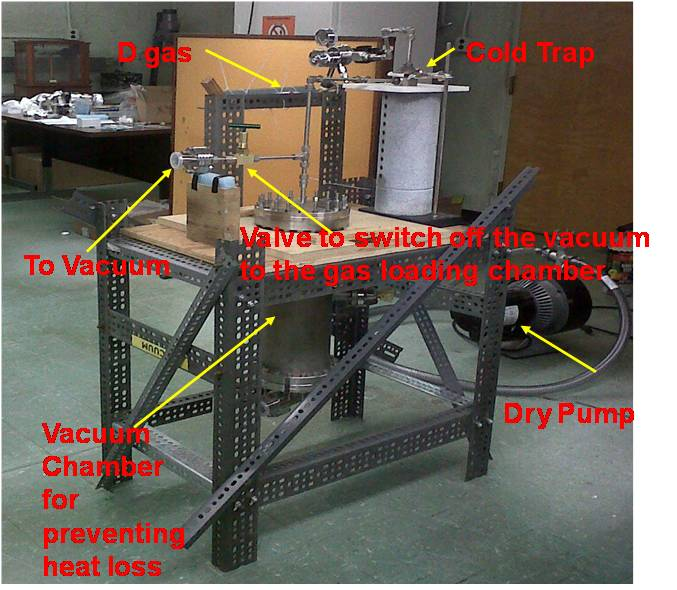 D gas
Cold Trap
To Vacuum
Valve to switch off the vacuum
to the gas loading chamber
VACUUM
Dry Pump
Vacuum
Chamber
for
preventing
heat loss